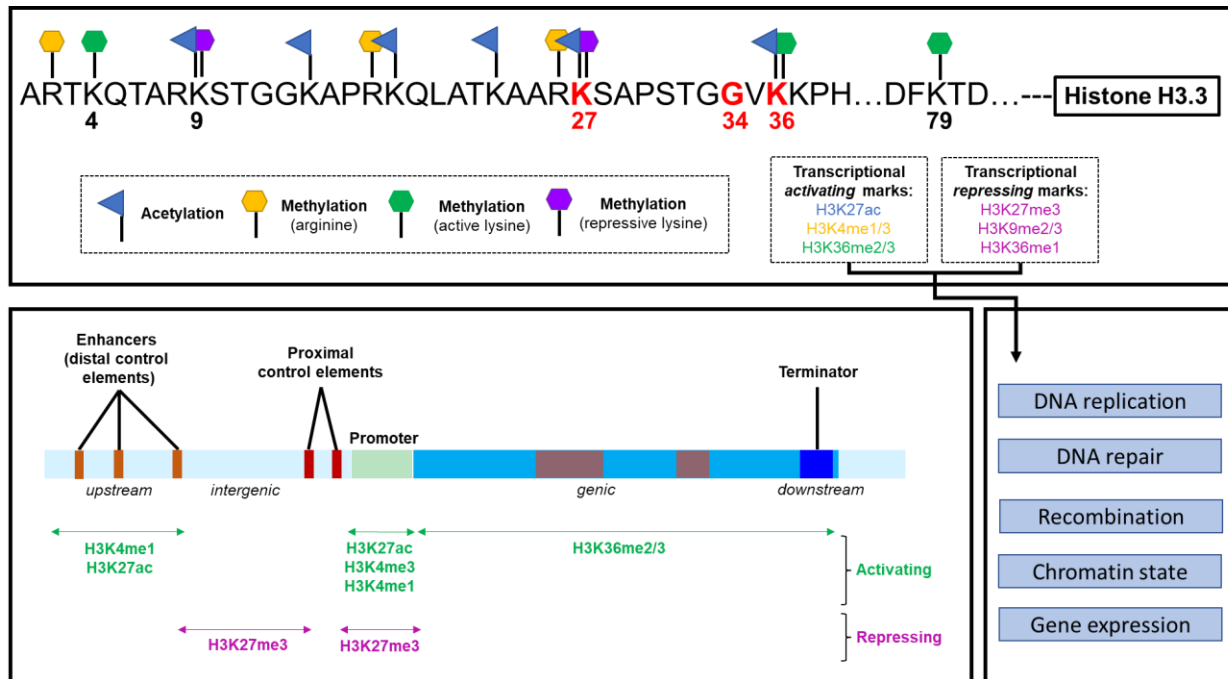 ARTKQTARKSTGGKAPRKQLATKAARKSAPSTGGVKKPH...DFKTD...---
Histone H3.3
4
9
27
34
36
79
Acetylation
Methylation
(arginine)
Methylation
(active lysine)
Methylation
(repressive lysine)
Transcriptional
activating marks:
H3K27ac
H3K4me1/3
H3K36me2/3
Transcriptional
repressing marks:
H3K27me3
H3K9me2/3
H3K36me1
Enhancers
(distal control
elements)
Proximal
control elements
Promoter
Terminator
upstream
intergenic
genic
downstream
H3K4me1
H3K27ac
H3K27ac
H3K4me3
H3K4me1
H3K36me2/3
Activating
H3K27me3
H3K27me3
Repressing
DNA replication
DNA repair
Recombination
Chromatin state
Gene expression